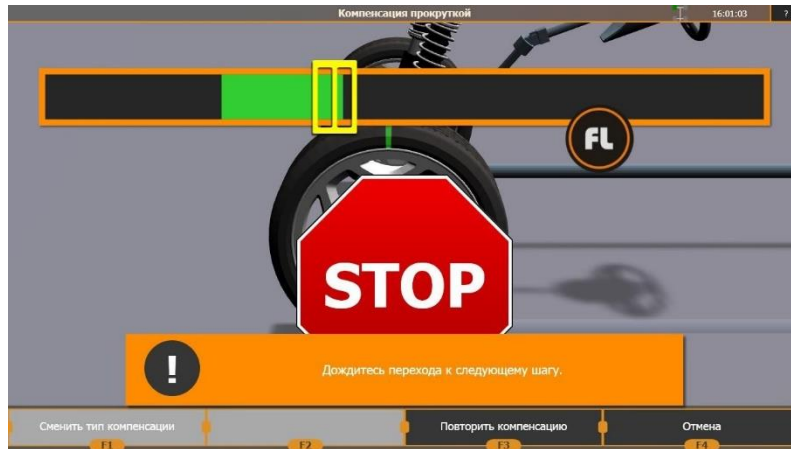 Компенсация прокруткой
16:01:03
?
FL
STOP
!
Дождитесь перехода к следующему шагу.
Сменить тип компенсации
Повторить компенсацию
Отмена
F1
F2
F3
F4